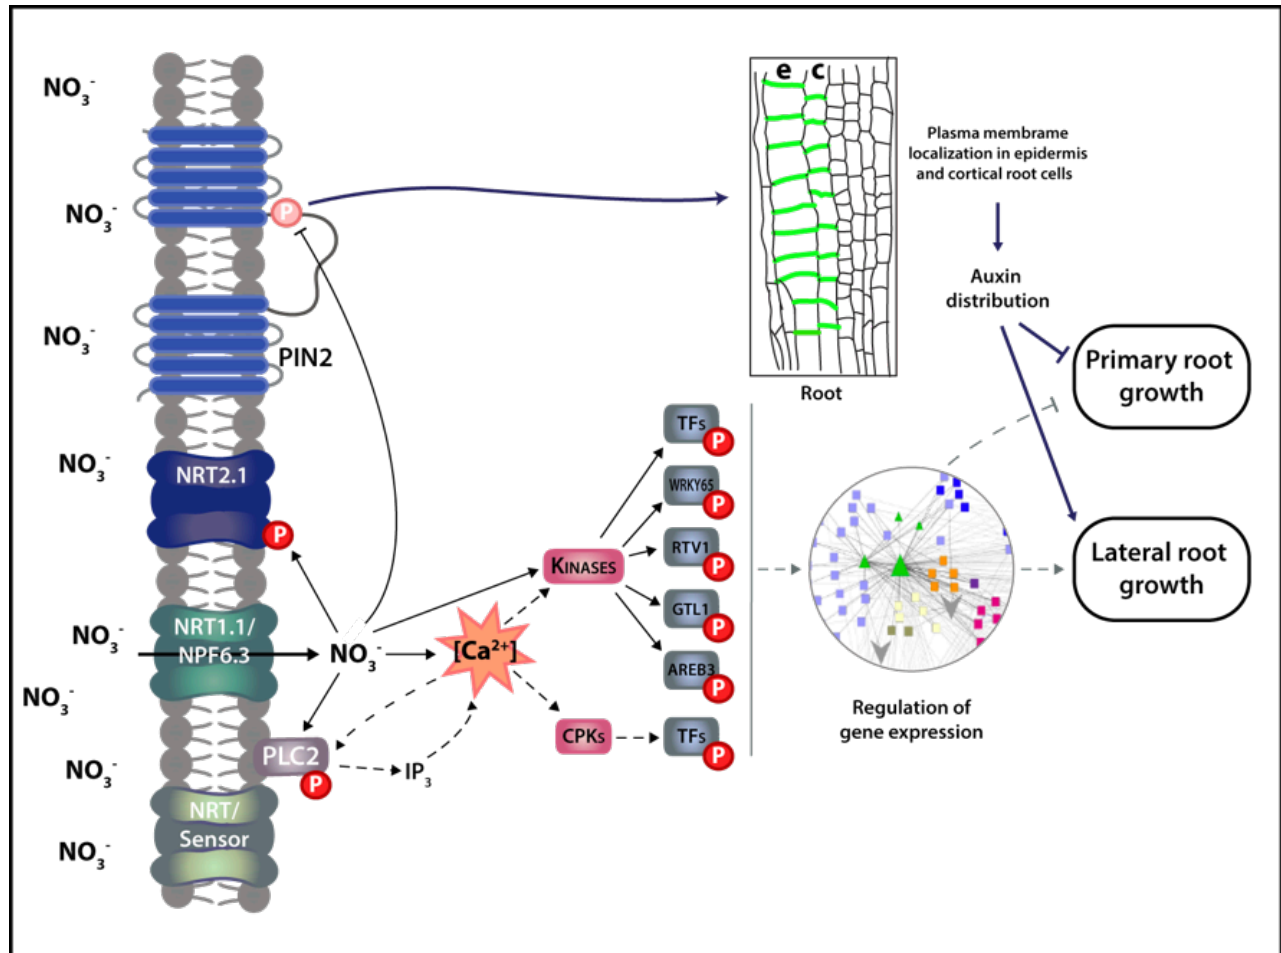 NO3-
NO3-
NO3-
NO3-
NO3-
NO3-
NO3-
NO3-
P
PIN2
NRT2.1
P
NRT1.1/
NPF6.3
NO3-
PLC2
P
IP3
NRT/
Sensor
[Ca2+]
KINASES
CPKs
TFs
P
WRKY65
P
RTV1
P
GTL1
P
AREB3
P
TFs
P
e c
Root
Plasma membrame
localization in epidermis
and cortical root cells
Auxin
distribution
Primary root
growth
Lateral root
growth
Regulation of
gene expression